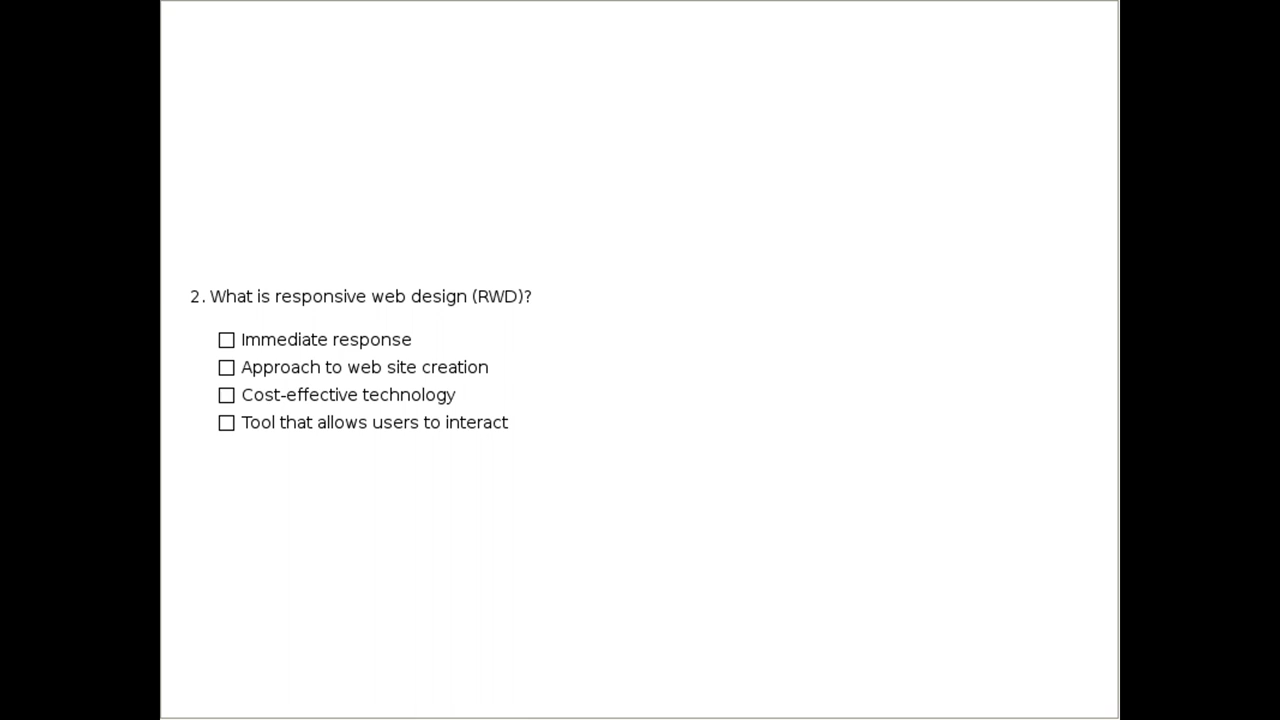 2. What is responsive web design (RWD)?
Immediate response
Approach to web site creation
Cost-effective technology
Tool that allows users to interact